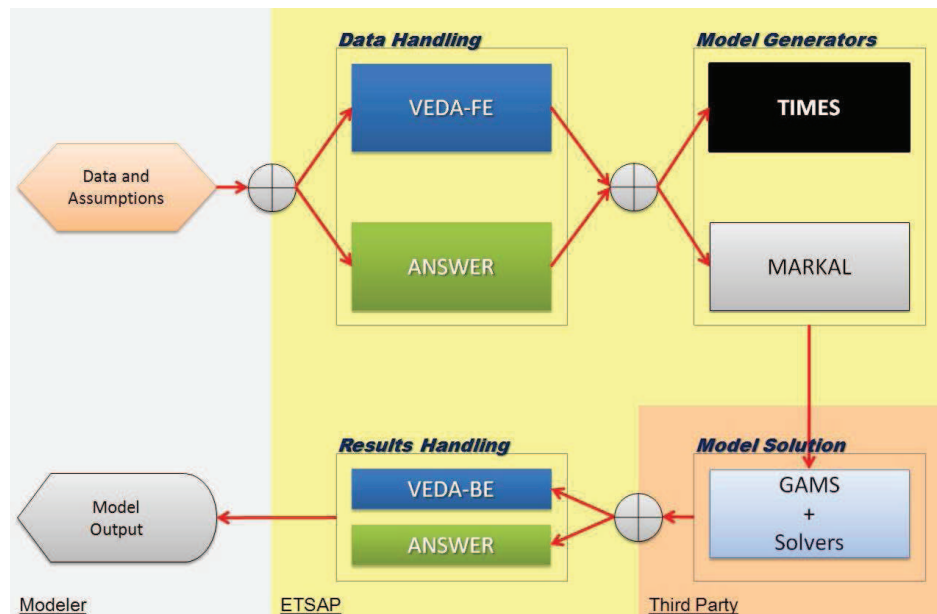 Data Handling
Model Generators
VEDA-FE
TIMES
Data and
Assumptions
ANSWER
MARKAL
Results Handling
Model Solution
VEDA-BE
GAMS
+
Solvers
Model
Output
ANSWER
Modeler
ETSAP
Third Party